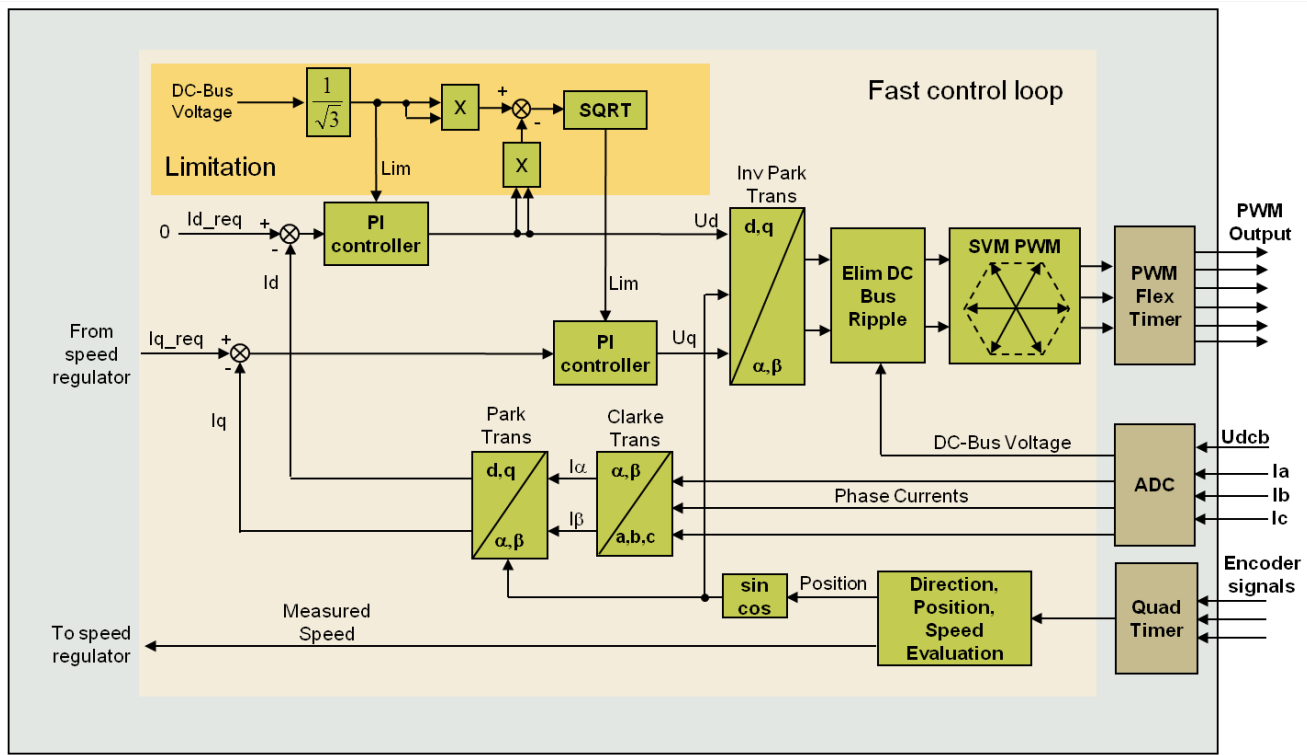 Fast control loop
DC-Bus
Voltage
1
√3
X
+
-
SQRT
Limitation
X
Lim
Inv Park
Trans
0
Id_req
+
-
PI
controller
Ud
d,q
α,β
Id
Lim
Elim DC
Bus
Ripple
SVM PWM
PWM
Flex
Timer
PWM
Output
From
speed
regulator
Iq_req
+
-
PI
controller
Uq
Iq
Park
Trans
Clarke
Trans
DC-Bus Voltage
Udcb
d,q
α,β
Iα
Iβ
α,β
a,b,c
Phase Currents
ADC
Ia
Ib
Ic
sin
cos
Position
Direction,
Position,
Speed
Evaluation
Quad
Timer
Encoder
signals
Measured
Speed
To speed
regulator